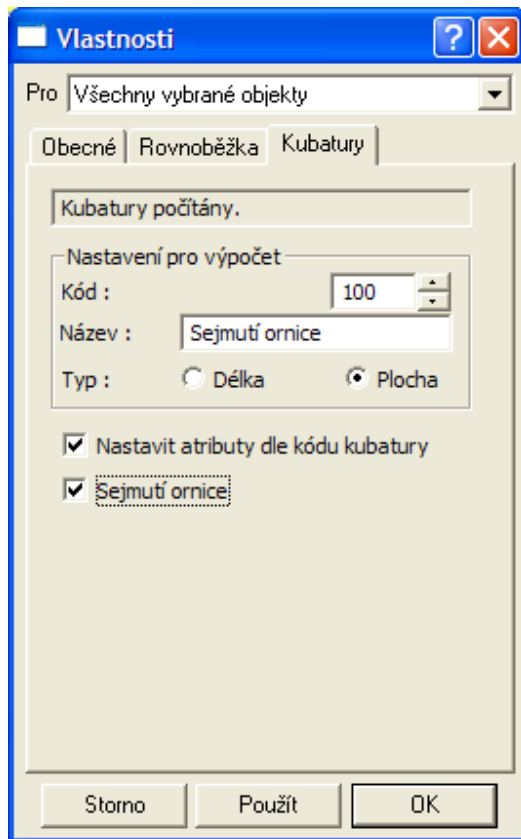 Vlastnosti
Pro Všechny vybrané objekty
Obecné Rovnoběžka Kubatury
Kubatury počítány.
Nastavení pro výpočet
Kód : 100
Název : Sejmutí ornice
Typ : Délka Plocha
Nastavit atributy dle kódu kubatury
Sejmutí ornice
Storno Použít OK